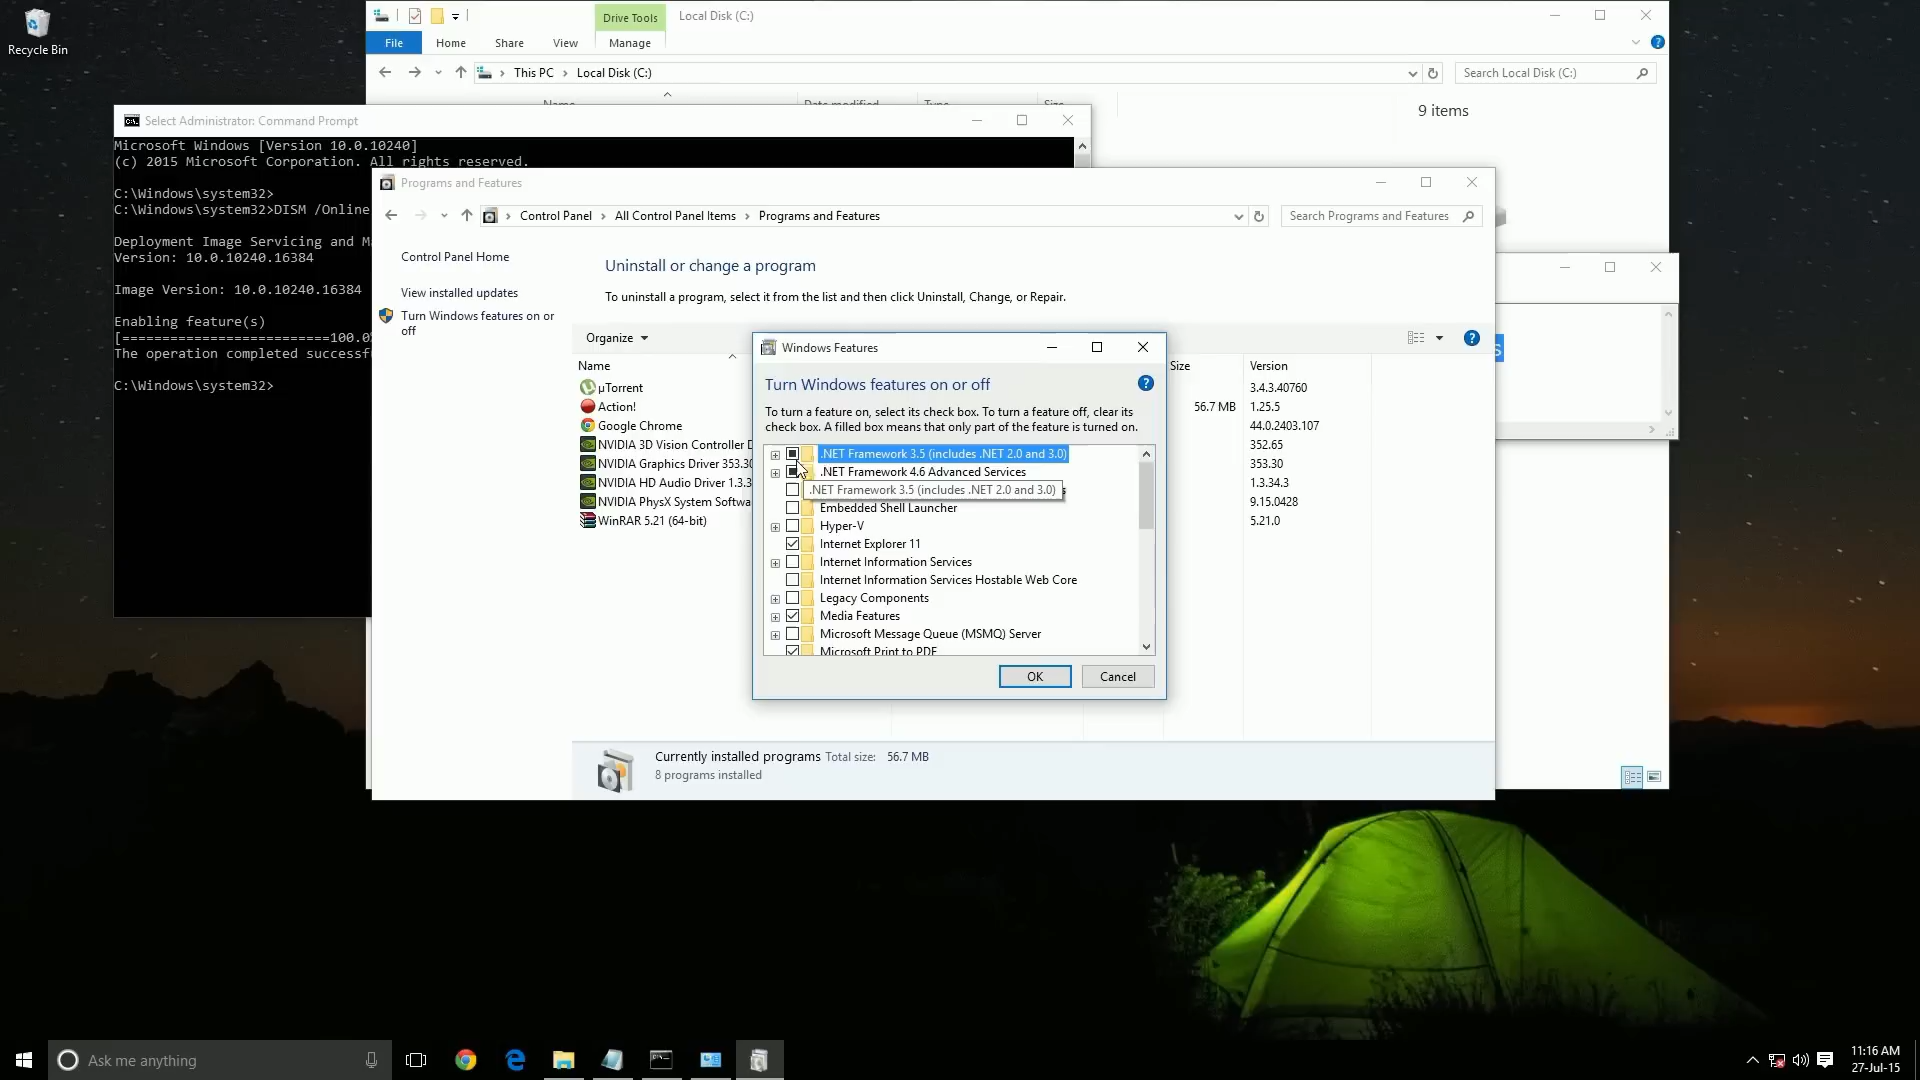 Recycle Bin
Drive Tools
Local Disk (C:)
File
Home
Share
View
Manage
This PC > Local Disk (C:)
Search Local Disk (C:)
Name
Date modified
Type
Size
9 items
Select Administrator: Command Prompt
Microsoft Windows [Version 10.0.10240]
(c) 2015 Microsoft Corporation. All rights reserved.
C:\Windows\system32>
C:\Windows\system32>DISM /Online
Deployment Image Servicing and M
Version: 10.0.10240.16384
Image Version: 10.0.10240.16384
Enabling feature(s)
[==========================100.0%
The operation completed successf
C:\Windows\system32>
Programs and Features
Control Panel > All Control Panel Items > Programs and Features
Search Programs and Features
Control Panel Home
View installed updates
Turn Windows features on or
off
Uninstall or change a program
To uninstall a program, select it from the list and then click Uninstall, Change, or Repair.
Organize
Name
Size
Version
µTorrent
3.4.3.40760
Action!
56.7 MB
1.25.5
Google Chrome
44.0.2403.107
NVIDIA 3D Vision Controller D
352.65
NVIDIA Graphics Driver 353.30
353.30
NVIDIA HD Audio Driver 1.3.3
1.3.34.3
NVIDIA PhysX System Softwa
9.15.0428
WinRAR 5.21 (64-bit)
5.21.0
Windows Features
Turn Windows features on or off
To turn a feature on, select its check box. To turn a feature off, clear its
check box. A filled box means that only part of the feature is turned on.
.NET Framework 3.5 (includes .NET 2.0 and 3.0)
.NET Framework 4.6 Advanced Services
.NET Framework 3.5 (includes .NET 2.0 and 3.0)
Embedded Shell Launcher
Hyper-V
Internet Explorer 11
Internet Information Services
Internet Information Services Hostable Web Core
Legacy Components
Media Features
Microsoft Message Queue (MSMQ) Server
Microsoft Print to PDF
OK
Cancel
Currently installed programs Total size: 56.7 MB
8 programs installed
Ask me anything
11:16 AM
27-Jul-15